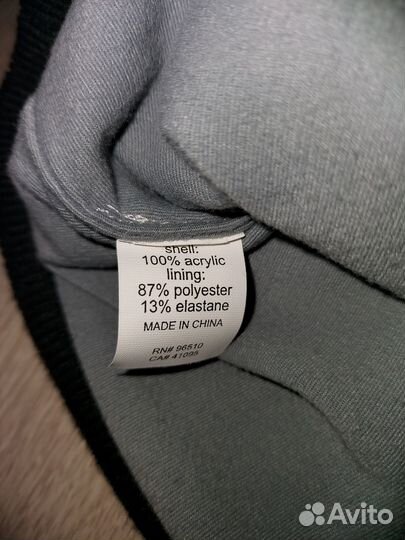 shell:
100% acrylic
lining:
87% polyester
13% elastane
MADE IN CHINA
RN# 96510
CA# 41095
Avito